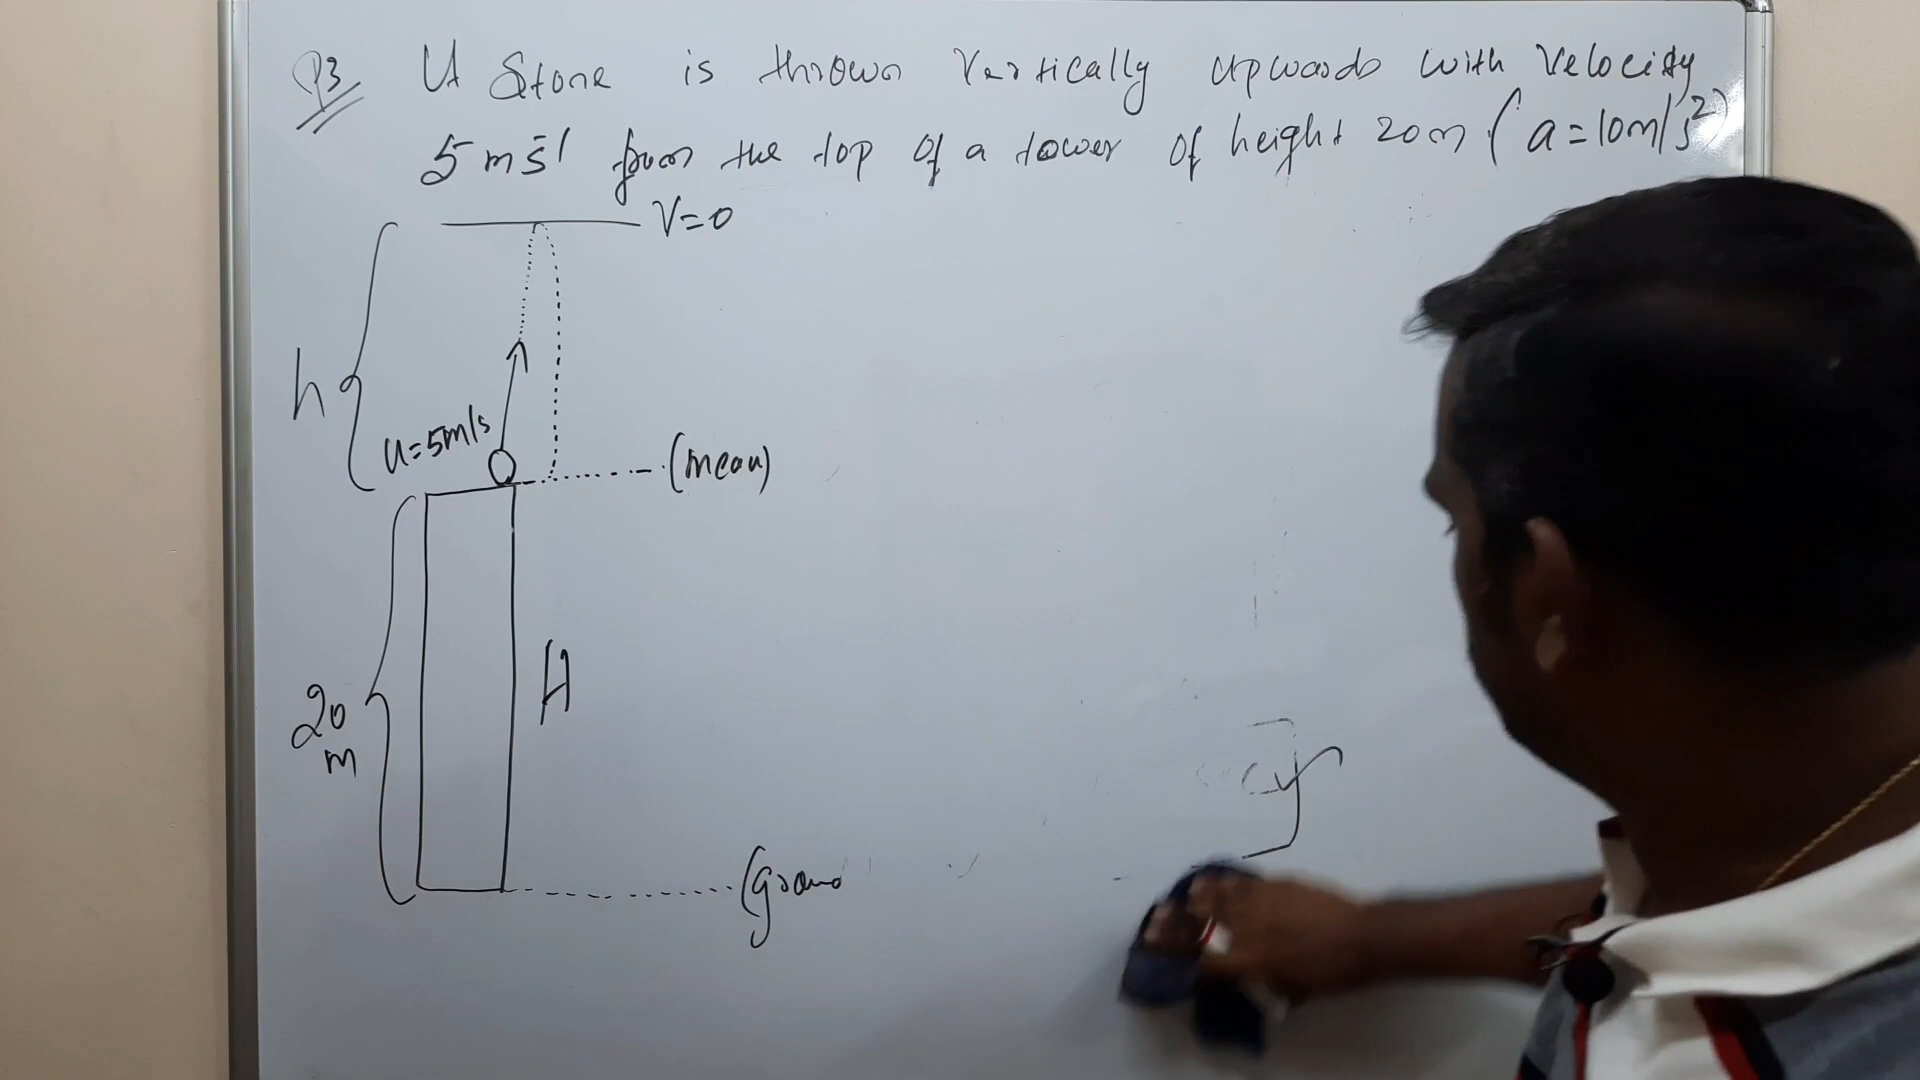 Q3 A Stone is thrown Vertically upwards with Velocity
5 ms⁻¹ from the top of a tower of height 20m (a=10m/s²)
V=0
h
u=5m/s
(mean)
20
m
H
(ground